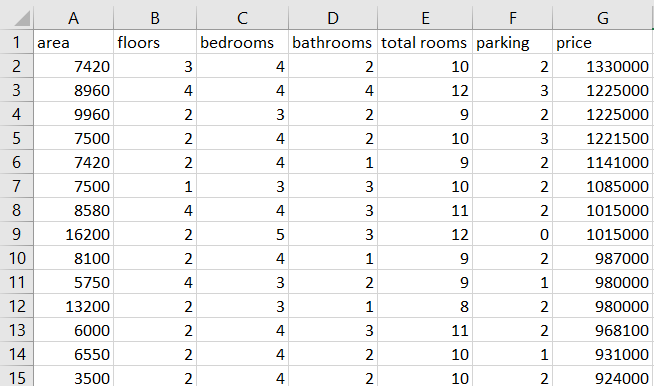 A B C D E F G
1 area floors bedrooms bathrooms total rooms parking price
2 7420 3 4 2 10 2 1330000
3 8960 4 4 4 12 3 1225000
4 9960 2 3 2 9 2 1225000
5 7500 2 4 2 10 3 1221500
6 7420 2 4 1 9 2 1141000
7 7500 1 3 3 10 2 1085000
8 8580 4 4 3 11 2 1015000
9 16200 2 5 3 12 0 1015000
10 8100 2 4 1 9 2 987000
11 5750 4 3 2 9 1 980000
12 13200 2 3 1 8 2 980000
13 6000 2 4 3 11 2 968100
14 6550 2 4 2 10 1 931000
15 3500 2 4 2 10 2 924000